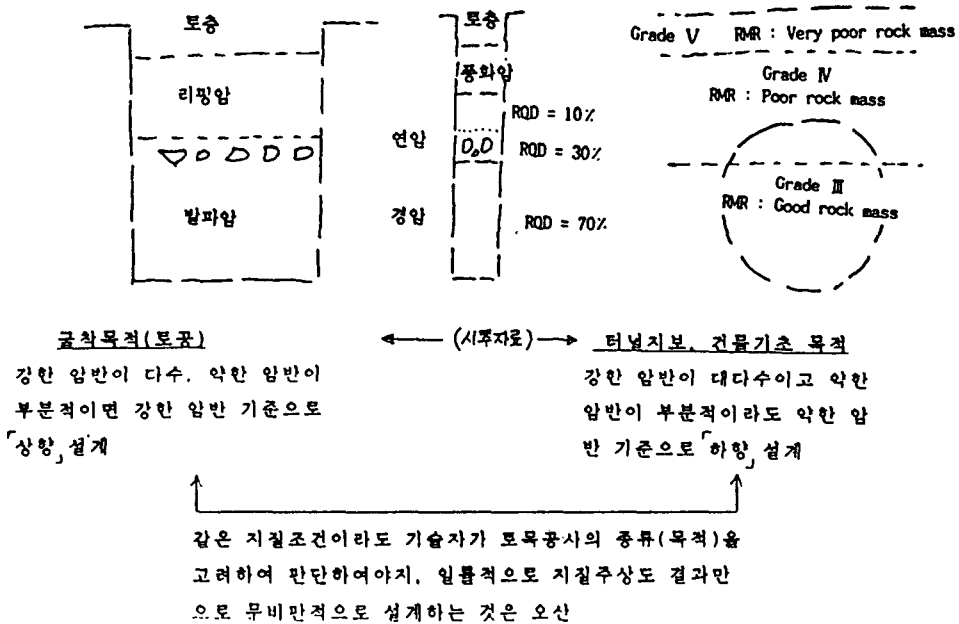 토층
리핑암
발파암
토층
풍화암
연암
경암
RQD = 10%
RQD = 30%
RQD = 70%
Grade V RMR : Very poor rock mass
Grade Ⅳ
RMR : Poor rock mass
Grade Ⅲ
RMR : Good rock mass
굴착목적(토공)
강한 암반이 다수. 약한 암반이
부분적이면 강한 암반 기준으로
「상향」 설계
(시추자료)
터널지보. 건물기초 목적
강한 암반이 대다수이고 약한
암반이 부분적이라도 약한 암
반 기준으로 「하향」 설계
같은 지질조건이라도 기술자가 토목공사의 종류(목적)을
고려하여 판단하여야지, 일률적으로 지질주상도 결과만
으로 무비판적으로 설계하는 것은 오산